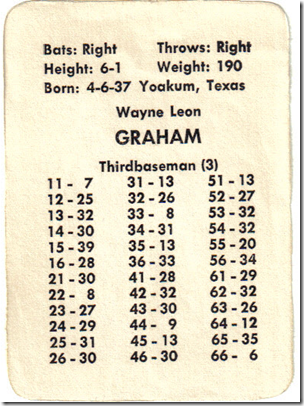 Bats: Right Throws: Right
Height: 6-1 Weight: 190
Born: 4-6-37 Yoakum, Texas
Wayne Leon
GRAHAM
Thirdbaseman (3)
11 - 7 31 - 13 51 - 13
12 - 25 32 - 26 52 - 27
13 - 32 33 - 8 53 - 32
14 - 30 34 - 31 54 - 32
15 - 39 35 - 13 55 - 20
16 - 28 36 - 33 56 - 34
21 - 30 41 - 28 61 - 29
22 - 8 42 - 32 62 - 32
23 - 27 43 - 30 63 - 26
24 - 29 44 - 9 64 - 12
25 - 31 45 - 13 65 - 35
26 - 30 46 - 30 66 - 6